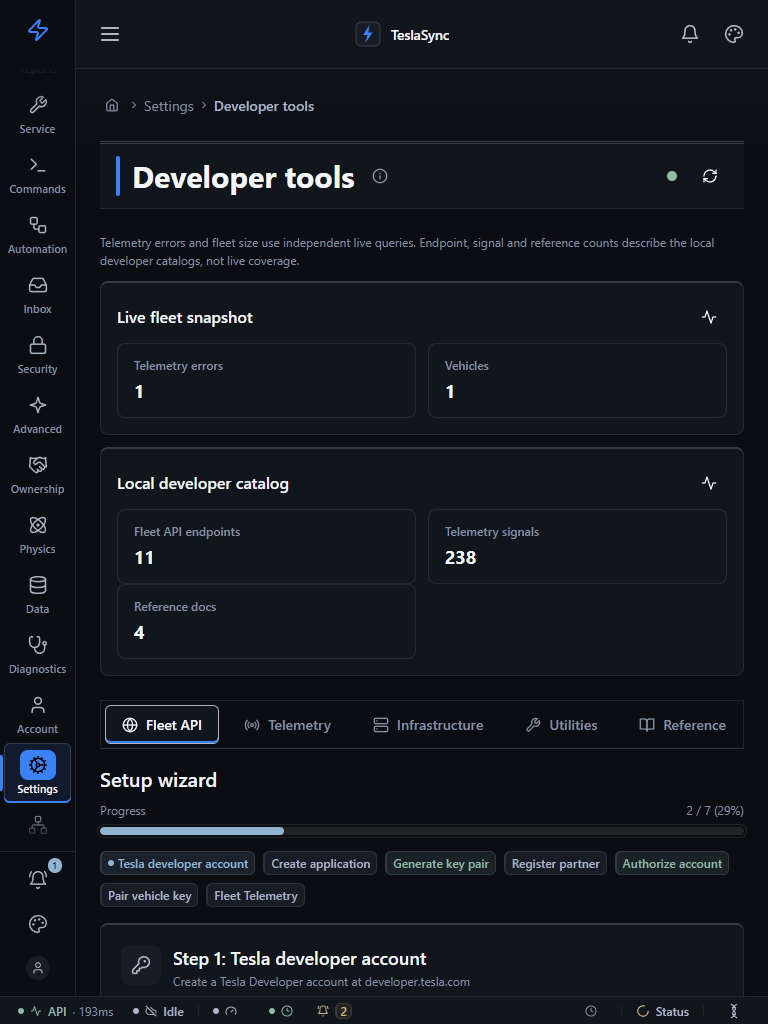 TeslaSync
Reports
Service
Commands
Automation
Inbox
Security
Advanced
Ownership
Physics
Data
Diagnostics
Account
Settings
1
Settings
Developer tools
Developer tools
Telemetry errors and fleet size use independent live queries. Endpoint, signal and reference counts describe the local
developer catalogs, not live coverage.
Live fleet snapshot
Telemetry errors
1
Vehicles
1
Local developer catalog
Fleet API endpoints
11
Telemetry signals
238
Reference docs
4
Fleet API
Telemetry
Infrastructure
Utilities
Reference
Setup wizard
Progress
2 / 7 (29%)
Tesla developer account
Create application
Generate key pair
Register partner
Authorize account
Pair vehicle key
Fleet Telemetry
Step 1: Tesla developer account
Create a Tesla Developer account at developer.tesla.com
API · 193ms
Idle
2
Status